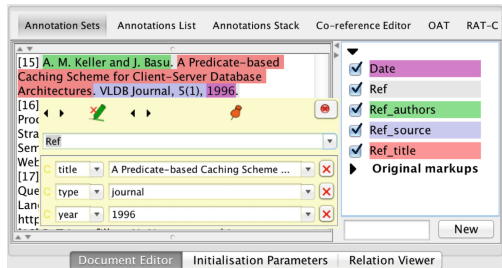 Annotation Sets Annotations List Annotations Stack Co-reference Editor OAT RAT-C
[15] A. M. Keller and J. Basu. A Predicate-based
Caching Scheme for Client-Server Database
Architectures. VLDB Journal, 5(1), 1996.
[16]
Proc
Stra
Sem
Web
[17]
Que
Lan
http
Ref
C title A Predicate-based Caching Scheme ...
C type journal
C year 1996
Date
Ref
Ref_authors
Ref_source
Ref_title
Original markups
New
Document Editor Initialisation Parameters Relation Viewer